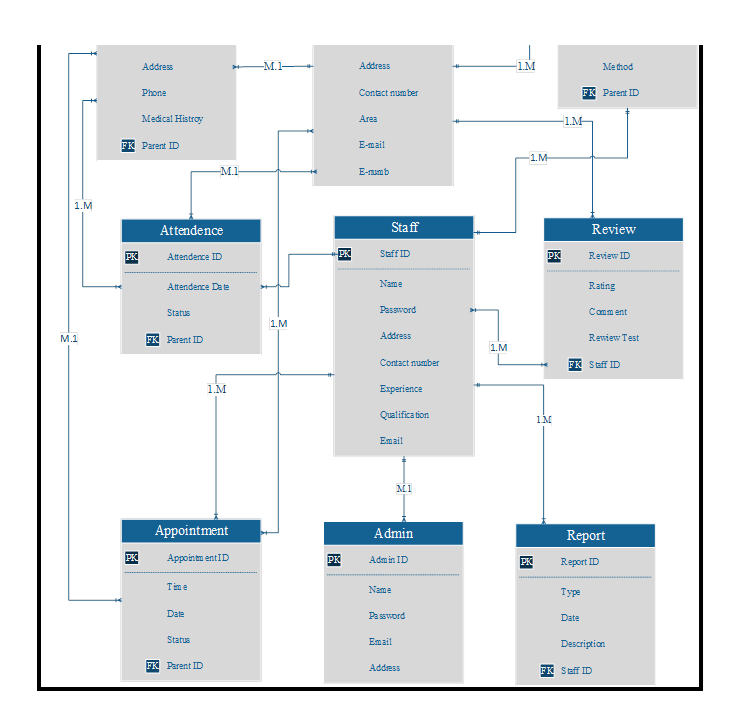 Address
Phone
Medical Histroy
FK Parent ID
M.1
Address
Contact number
Area
E-mail
E-numb
1.M
Method
FK Parent ID
1.M
1.M
M.1
1.M
Attendence
PK Attendence ID
Attendence Date
Status
FK Parent ID
Staff
PK Staff ID
Name
Password
Address
Contact number
Experience
Qualification
Email
Review
PK Review ID
Rating
Comment
Review Test
FK Staff ID
M.1
1.M
1.M
1.M
1.M
M.1
Appointment
PK Appointment ID
Time
Date
Status
FK Parent ID
Admin
PK Admin ID
Name
Password
Email
Address
Report
PK Report ID
Type
Date
Description
FK Staff ID